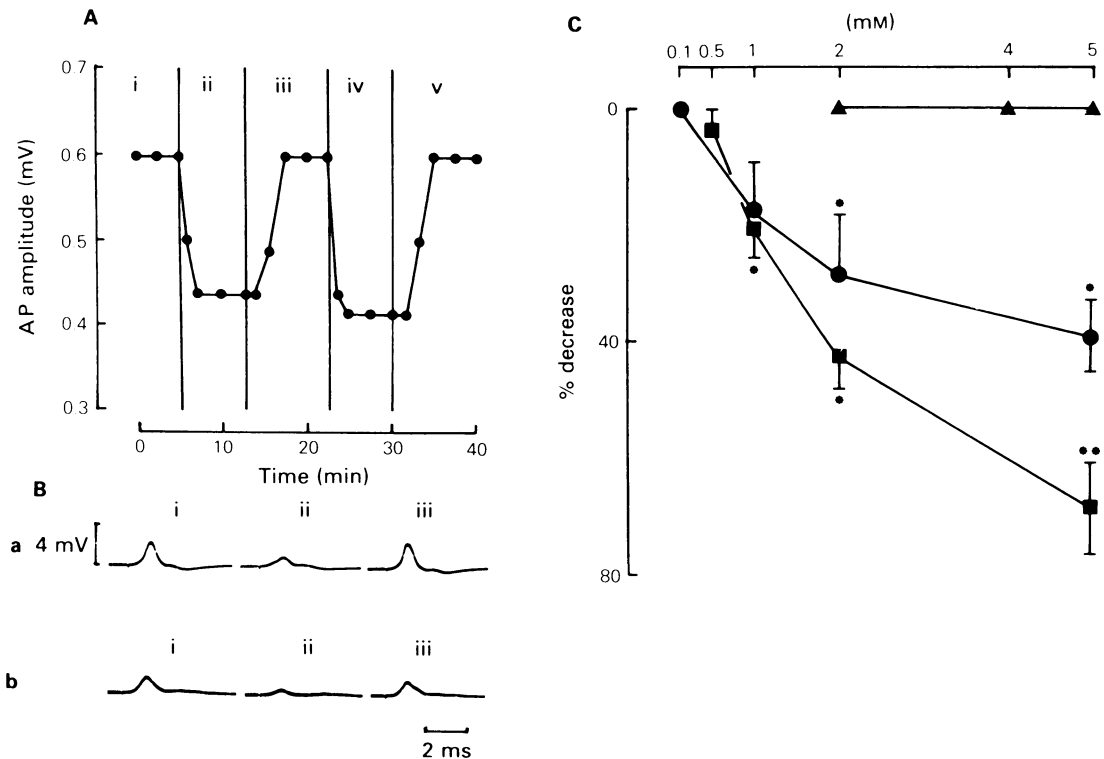 A
AP amplitude (mV)
0.7
0.6
0.5
0.4
0.3
i ii iii iv v
0 10 20 30 40
Time (min)
B
i ii iii
a 4 mV
i ii iii
b
2 ms
C
(mM)
0.1 0.5 1 2 4 5
% decrease
0
40
80